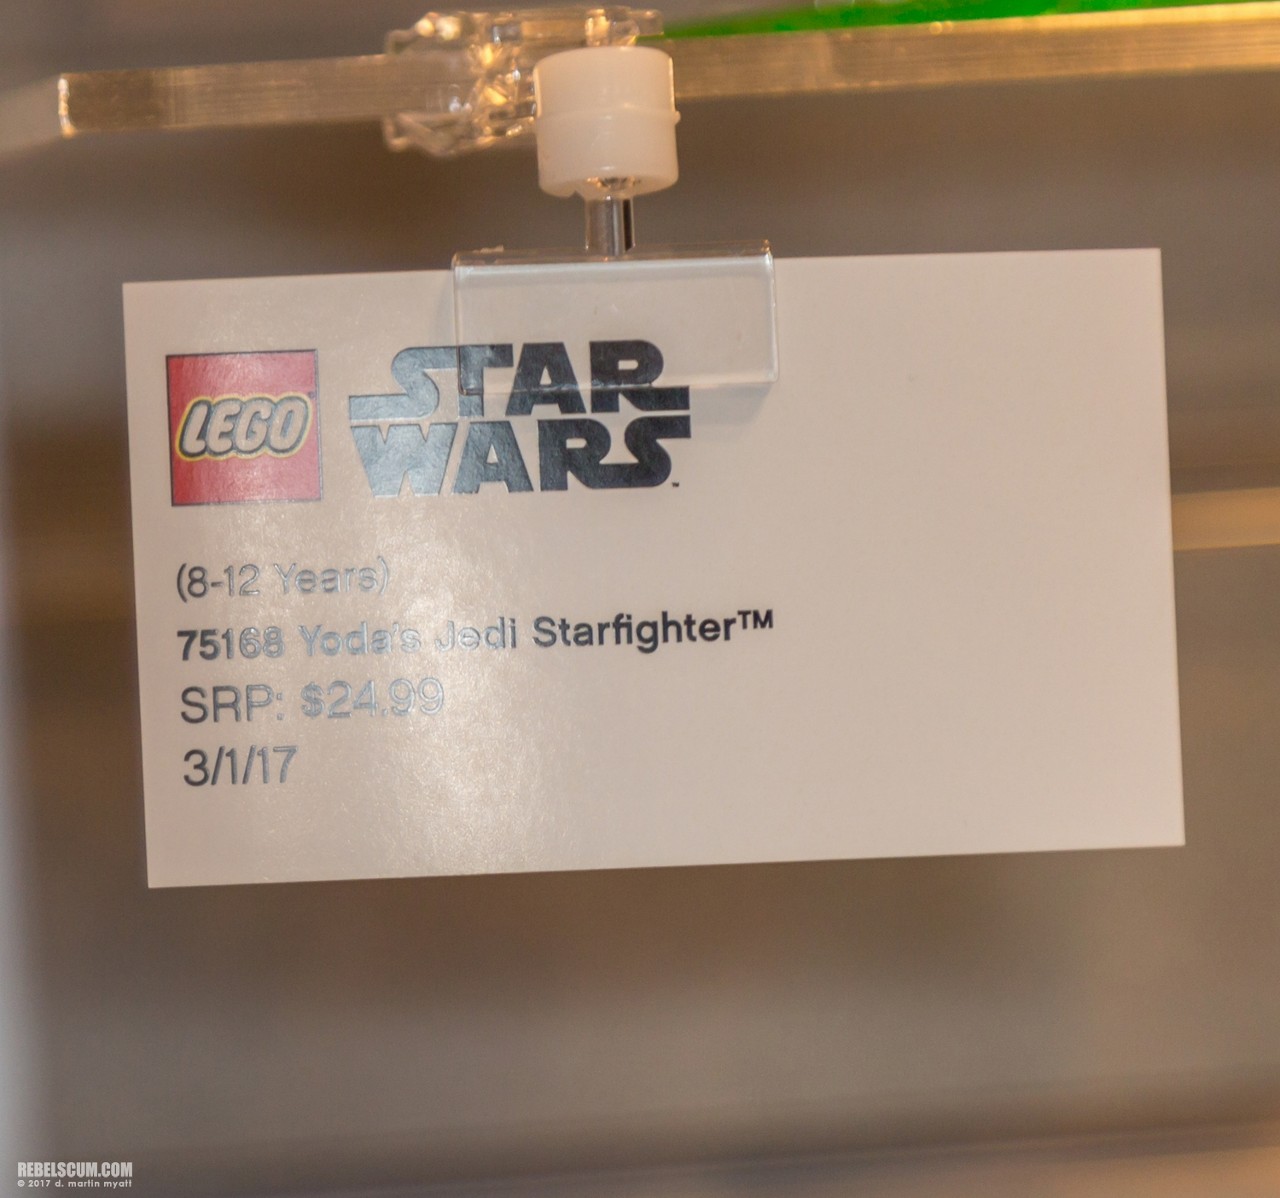 LEGO
STAR
WARS™
(8-12 Years)
75168 Yoda's Jedi Starfighter™
SRP: $24.99
3/1/17
REBELSCUM.COM
© 2017 d. martin myatt